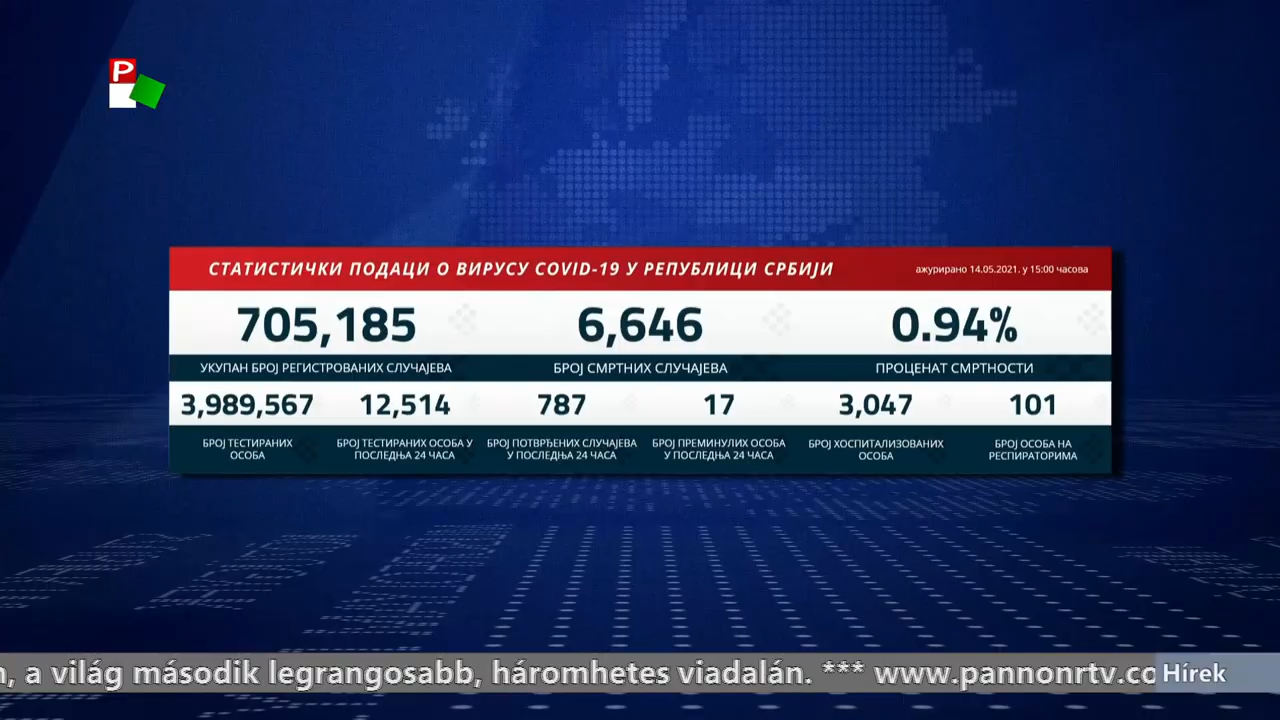 P
СТАТИСТИЧКИ ПОДАЦИ О ВИРУСУ COVID-19 У РЕПУБЛИЦИ СРБИЈИ
ажурирано 14.05.2021. у 15:00 часова
705,185
6,646
0.94%
УКУПАН БРОЈ РЕГИСТРОВАНИХ СЛУЧАЈЕВА
БРОЈ СМРТНИХ СЛУЧАЈЕВА
ПРОЦЕНАТ СМРТНОСТИ
3,989,567
12,514
787
17
3,047
101
БРОЈ ТЕСТИРАНИХ
ОСОБА
БРОЈ ТЕСТИРАНИХ ОСОБА У
ПОСЛЕДЊА 24 ЧАСА
БРОЈ ПОТВРЂЕНИХ СЛУЧАЈЕВА
У ПОСЛЕДЊА 24 ЧАСА
БРОЈ ПРЕМИНУЛИХ ОСОБА
У ПОСЛЕДЊА 24 ЧАСА
БРОЈ ХОСПИТАЛИЗОВАНИХ
ОСОБА
БРОЈ ОСОБА НА
РЕСПИРАТОРИМА
, a világ második legrangosabb, háromhetes viadalán. *** www.pannonrtv.co
Hírek